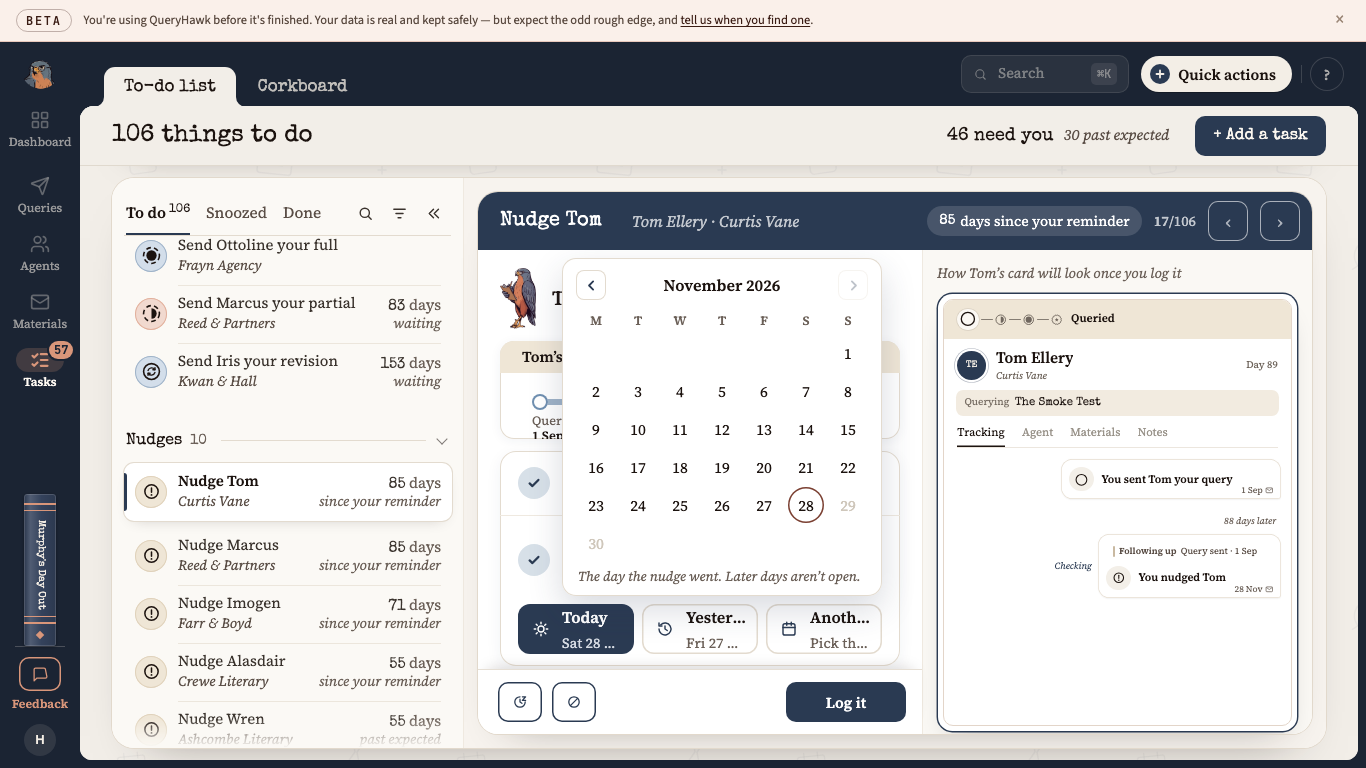 BETA
You're using QueryHawk before it's finished. Your data is real and kept safely — but expect the odd rough edge, and tell us when you find one.
×
To-do list
Corkboard
Search
⌘K
Quick actions
?
Dashboard
Queries
Agents
Materials
57
Tasks
Murphy's Day Out
Feedback
H
106 things to do
46 need you
30 past expected
+ Add a task
To do 106
Snoozed
Done
Send Ottoline your full
Frayn Agency
Send Marcus your partial
83 days
Reed & Partners
waiting
Send Iris your revision
153 days
Kwan & Hall
waiting
Nudges 10
Nudge Tom
85 days
Curtis Vane
since your reminder
Nudge Marcus
85 days
Reed & Partners
since your reminder
Nudge Imogen
71 days
Farr & Boyd
since your reminder
Nudge Alasdair
55 days
Crewe Literary
since your reminder
Nudge Wren
55 days
Ashcombe Literary
past expected
Nudge Tom
Tom Ellery · Curtis Vane
85 days since your reminder
17/106
T
Tom's
Quer
1 Sep
November 2026
M T W T F S S
1
2 3 4 5 6 7 8
9 10 11 12 13 14 15
16 17 18 19 20 21 22
23 24 25 26 27 28 29
30
The day the nudge went. Later days aren't open.
Today
Sat 28 ...
Yester...
Fri 27 ...
Anoth...
Pick th...
Log it
How Tom's card will look once you log it
Queried
TE
Tom Ellery
Curtis Vane
Day 89
Querying The Smoke Test
Tracking
Agent
Materials
Notes
You sent Tom your query
1 Sep
88 days later
Checking
Following up Query sent · 1 Sep
You nudged Tom
28 Nov